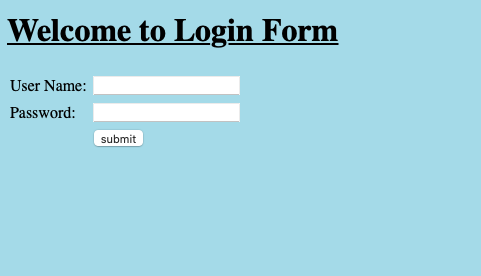 Welcome to Login Form
User Name:
Password:
submit